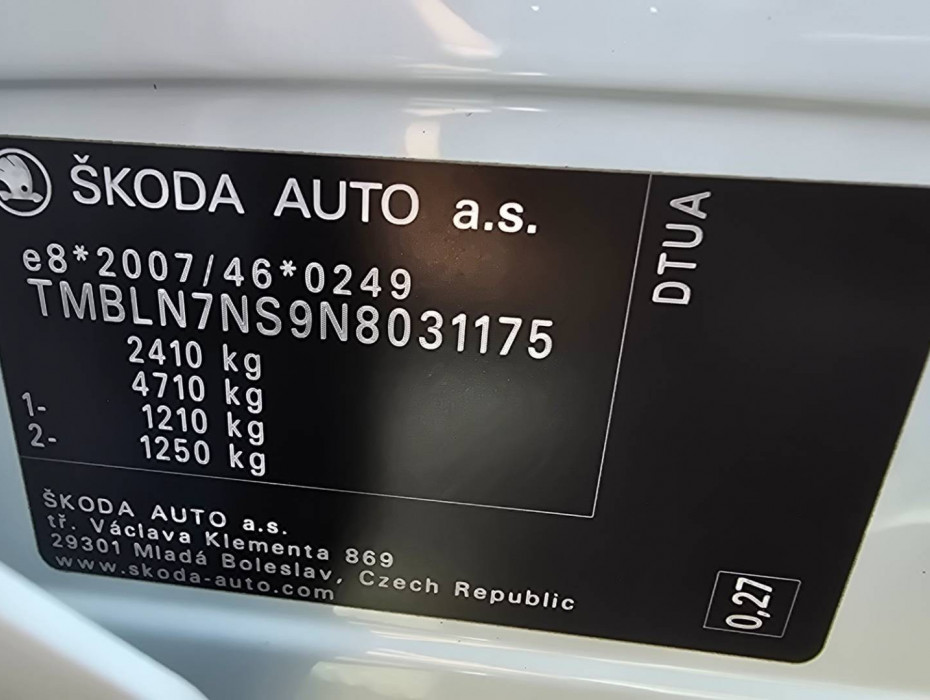 ŠKODA AUTO a.s.
e8*2007/46*0249
TMBLN7NS9N8031175
2410 kg
4710 kg
1- 1210 kg
2- 1250 kg
DTUA
ŠKODA AUTO a.s.
tř. Václava Klementa 869
29301 Mladá Boleslav, Czech Republic
www.skoda-auto.com
0,27